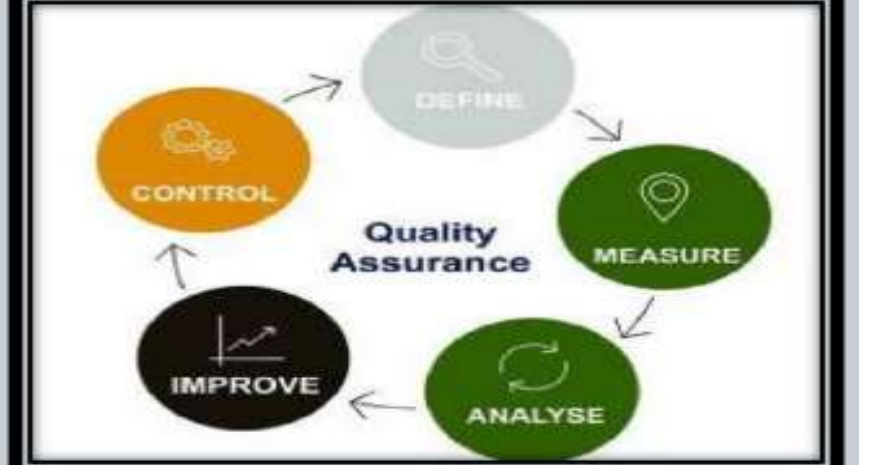 DEFINE
MEASURE
ANALYSE
IMPROVE
CONTROL
Quality
Assurance